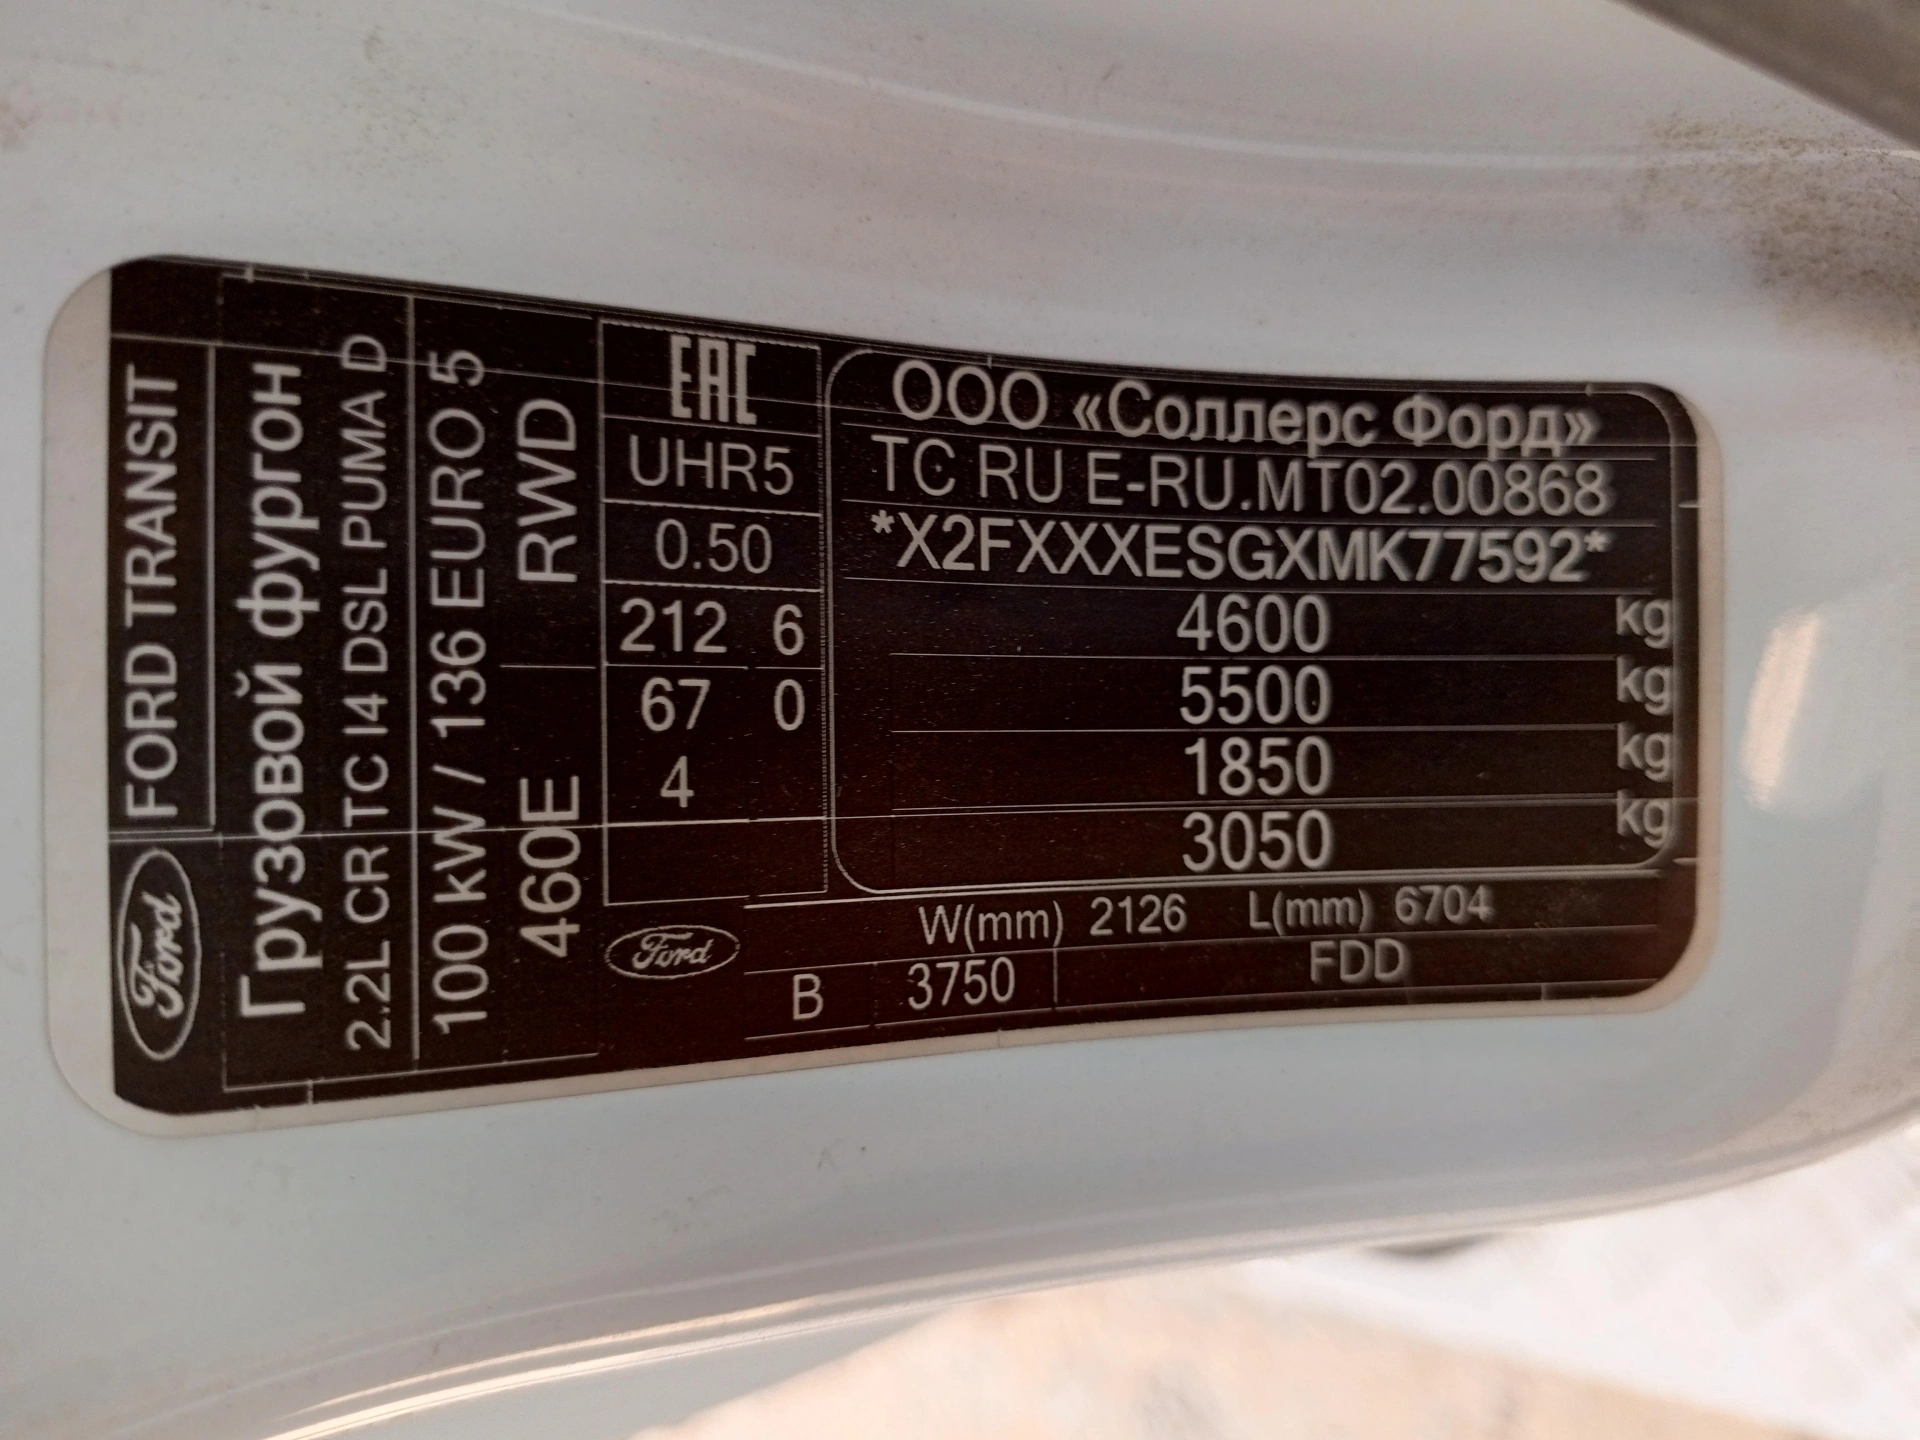 Ford FORD TRANSIT
Грузовой фургон
2.2L CR TC I4 DSL PUMA D
100 kW / 136 EURO 5
460E RWD
EAC
UHR5
0.50
212 6
67 0
4
Ford
ООО «Соллерс Форд»
TC RU E-RU.MT02.00868
*X2FXXXESGXMK77592*
4600 kg
5500 kg
1850 kg
3050 kg
W(mm) 2126 L(mm) 6704
B 3750 FDD